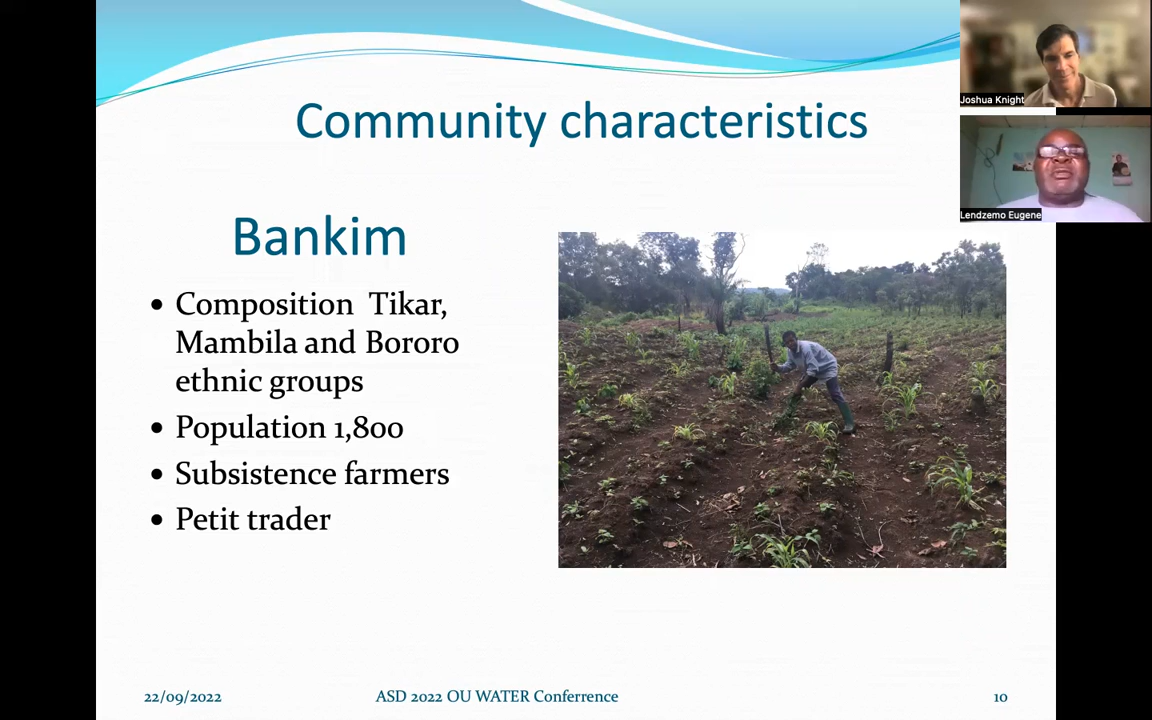 Community characteristics
Joshua Knight
Lendzemo Eugene
Bankim
• Composition Tikar,
Mambila and Bororo
ethnic groups
• Population 1,800
• Subsistence farmers
• Petit trader
22/09/2022
ASD 2022 OU WATER Conferrence
10